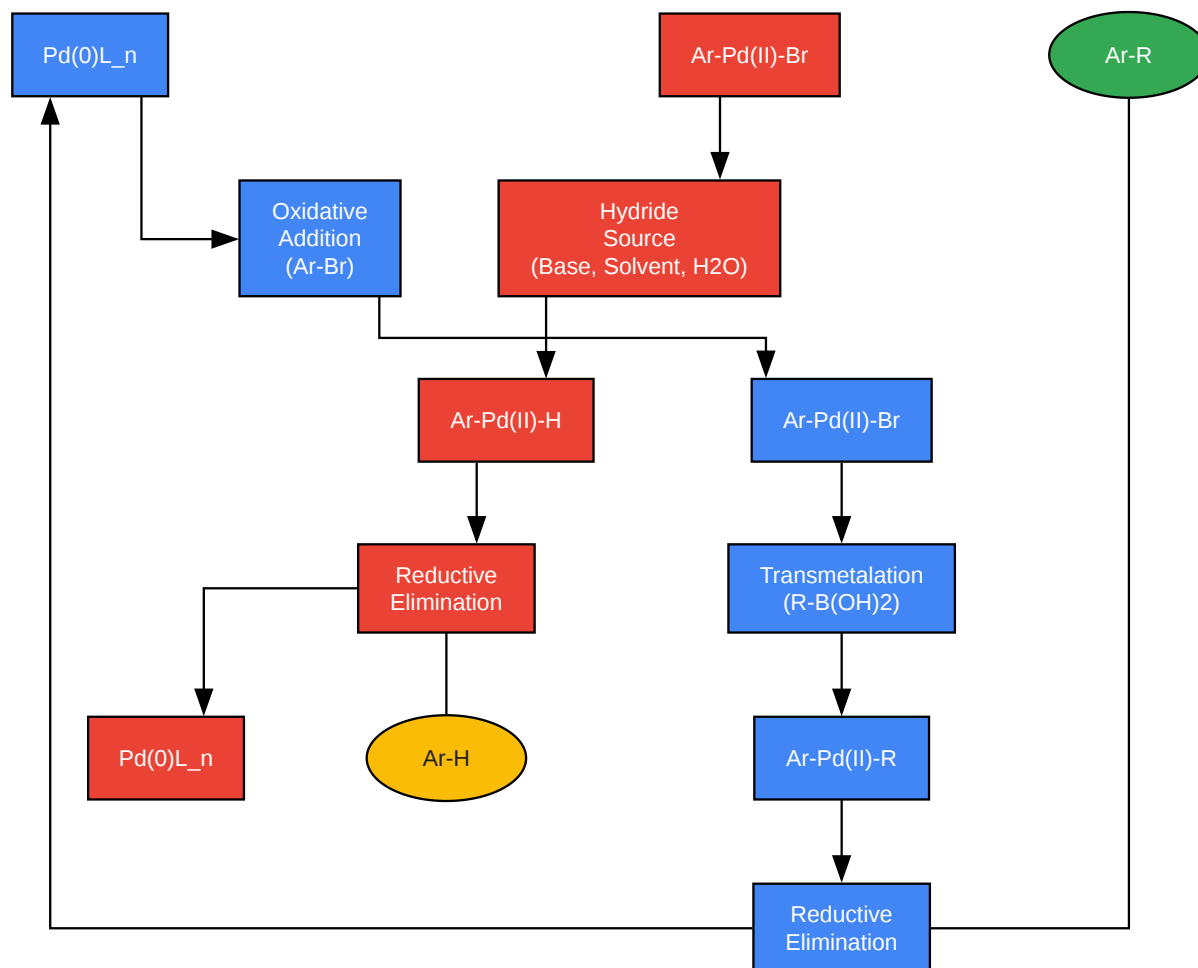 Pd(0)L_n
Ar-Pd(II)-Br
Ar-R
Oxidative
Addition
(Ar-Br)
Hydride
Source
(Base, Solvent, H2O)
Ar-Pd(II)-H
Ar-Pd(II)-Br
Reductive
Elimination
Transmetalation
(R-B(OH)2)
Pd(0)L_n
Ar-H
Ar-Pd(II)-R
Reductive
Elimination